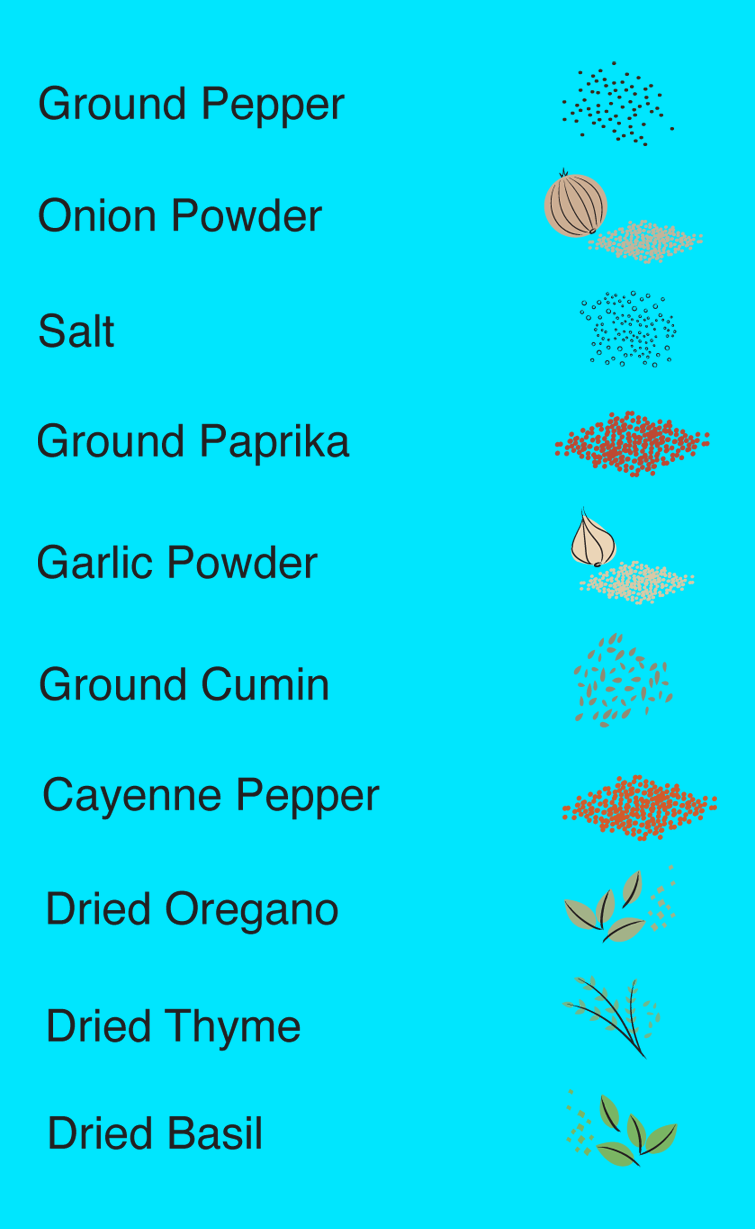 Ground Pepper
Onion Powder
Salt
Ground Paprika
Garlic Powder
Ground Cumin
Cayenne Pepper
Dried Oregano
Dried Thyme
Dried Basil